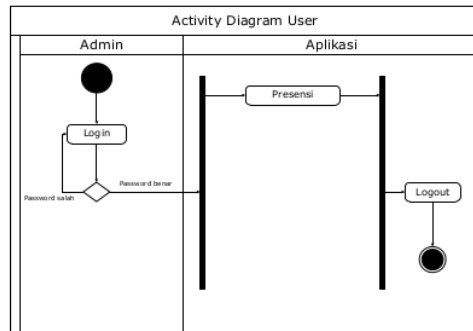 Activity Diagram User
Admin
Aplikasi
Presensi
Login
Password benar
Password salah
Logout